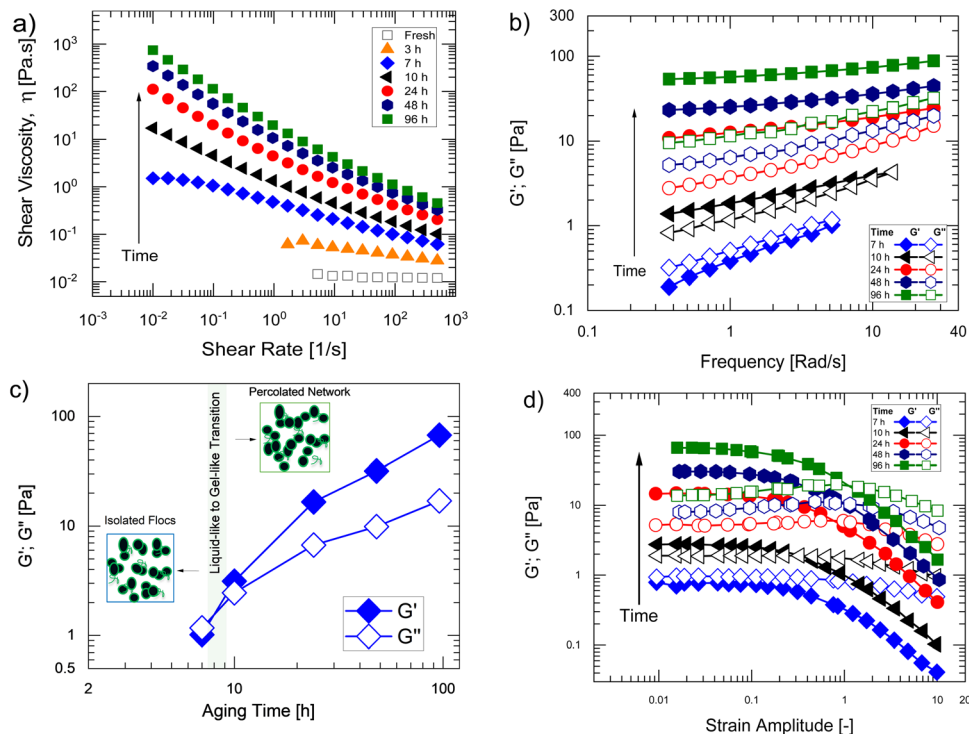 a)
Shear Viscosity, η [Pa.s]
10³
10²
10¹
10⁰
10⁻¹
10⁻²
Time
Fresh
3 h
7 h
10 h
24 h
48 h
96 h
10⁻³ 10⁻² 10⁻¹ 10⁰ 10¹ 10² 10³
Shear Rate [1/s]
b)
G'; G" [Pa]
400
100
10
1
0.1
Time
Time G' G"
7 h
10 h
24 h
48 h
96 h
0.1 1 10 40
Frequency [Rad/s]
c)
G'; G" [Pa]
100
10
1
0.5
Isolated Flocs
Liquid-like to Gel-like Transition
Percolated Network
G'
G"
2 10 100
Aging Time [h]
d)
G'; G" [Pa]
400
100
10
1
0.1
Time
Time G' G"
7 h
10 h
24 h
48 h
96 h
0.01 0.1 1 10 20
Strain Amplitude [-]